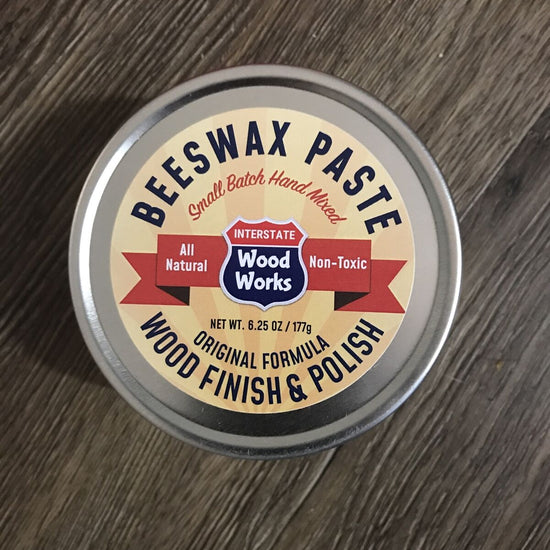 BEESWAX PASTE
Small Batch Hand Mixed
All
Natural
INTERSTATE
Wood
Works
Non-Toxic
NET WT. 6.25 OZ / 177g
ORIGINAL FORMULA
WOOD FINISH & POLISH